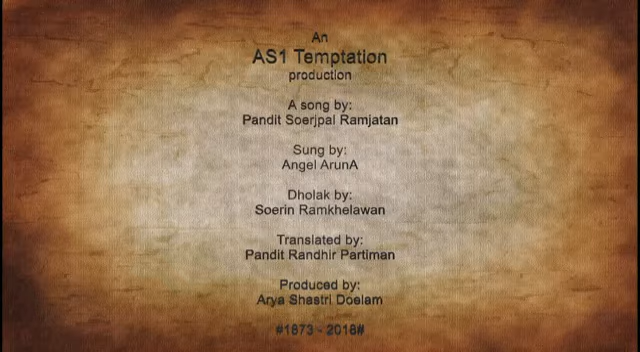 An
AS1 Temptation
production
A song by:
Pandit Soerjpal Ramjatan
Sung by:
Angel ArunA
Dholak by:
Soerin Ramkhelawan
Translated by:
Pandit Randhir Partiman
Produced by:
Arya Shastri Doelam
#1873 - 2018#